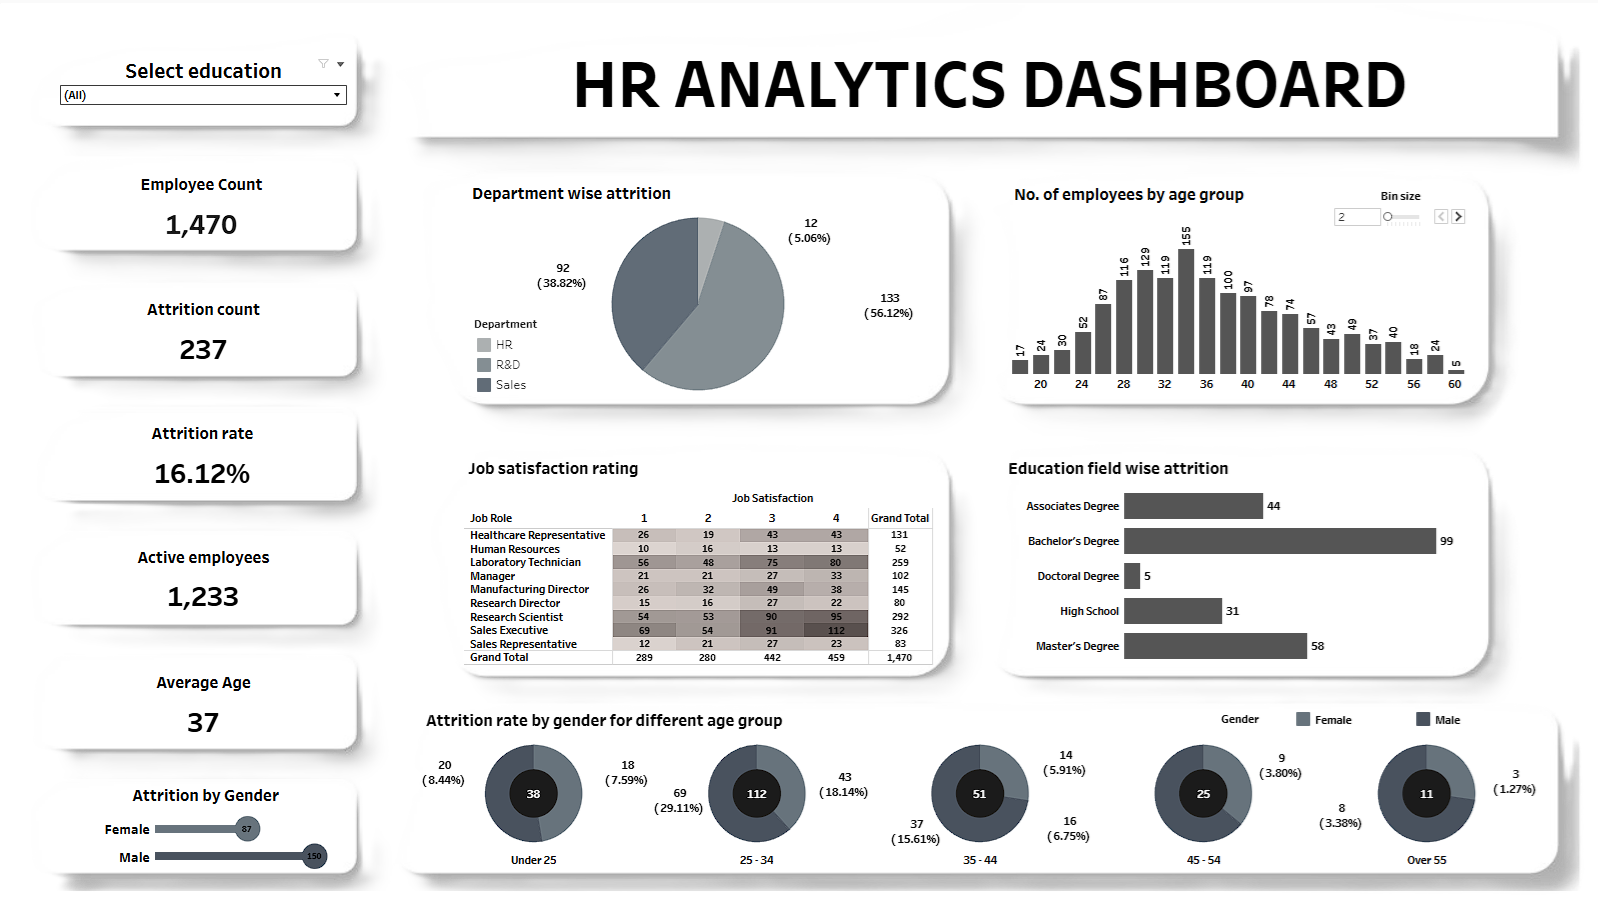 Select education
(All)
HR ANALYTICS DASHBOARD
Employee Count
1,470
Attrition count
237
Attrition rate
16.12%
Active employees
1,233
Average Age
37
Attrition by Gender
Female 87
Male 150
Department wise attrition
12
(5.06%)
92
(38.82%)
133
(56.12%)
Department
HR
R&D
Sales
No. of employees by age group
Bin size
2
17 24 30 52 87 116 129 119 155 119 100 97 78 74 57 43 49 37 40 18 24 5
20 24 28 32 36 40 44 48 52 56 60
Job satisfaction rating
Job Satisfaction
Job Role 1 2 3 4 Grand Total
Healthcare Representative 26 19 43 43 131
Human Resources 10 16 13 13 52
Laboratory Technician 56 48 75 80 259
Manager 21 21 27 33 102
Manufacturing Director 26 32 49 38 145
Research Director 15 16 27 22 80
Research Scientist 54 53 90 95 292
Sales Executive 69 54 91 112 326
Sales Representative 12 21 27 23 83
Grand Total 289 280 442 459 1,470
Education field wise attrition
Associates Degree 44
Bachelor's Degree 99
Doctoral Degree 5
High School 31
Master's Degree 58
Attrition rate by gender for different age group
Gender Female Male
20
(8.44%)
38
18
(7.59%)
Under 25
69
(29.11%)
112
43
(18.14%)
25 - 34
37
(15.61%)
51
14
(5.91%)
35 - 44
16
(6.75%)
25
9
(3.80%)
45 - 54
8
(3.38%)
11
3
(1.27%)
Over 55